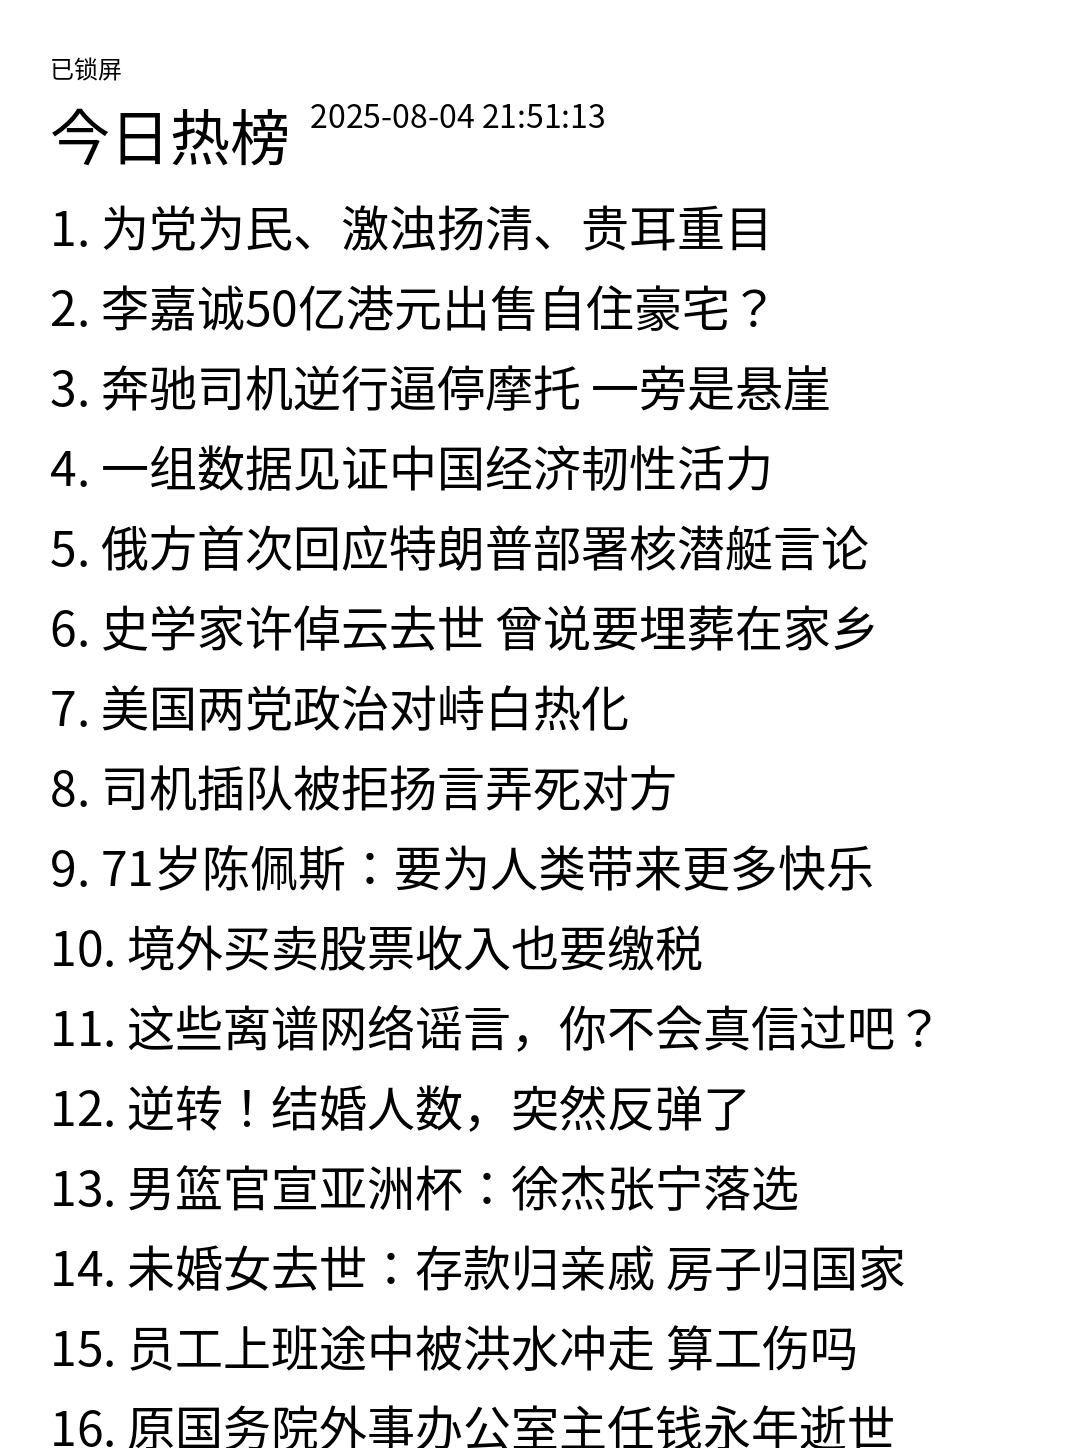 已锁屏
今日热榜 2025-08-04 21:51:13
1. 为党为民、激浊扬清、贵耳重目
2. 李嘉诚50亿港元出售自住豪宅？
3. 奔驰司机逆行逼停摩托 一旁是悬崖
4. 一组数据见证中国经济韧性活力
5. 俄方首次回应特朗普部署核潜艇言论
6. 史学家许倬云去世 曾说要埋葬在家乡
7. 美国两党政治对峙白热化
8. 司机插队被拒扬言弄死对方
9. 71岁陈佩斯：要为人类带来更多快乐
10. 境外买卖股票收入也要缴税
11. 这些离谱网络谣言，你不会真信过吧？
12. 逆转！结婚人数，突然反弹了
13. 男篮官宣亚洲杯：徐杰张宁落选
14. 未婚女去世：存款归亲戚 房子归国家
15. 员工上班途中被洪水冲走 算工伤吗
16. 原国务院外事办公室主任钱永年逝世